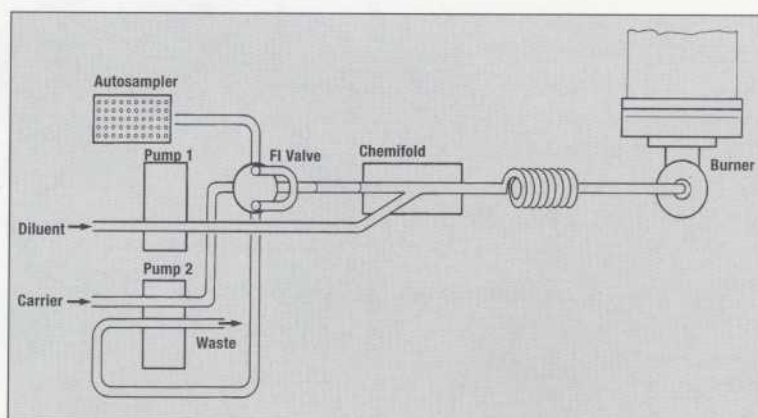 Autosampler
Pump 1
FI Valve
Chemifold
Burner
Diluent
Pump 2
Carrier
Waste